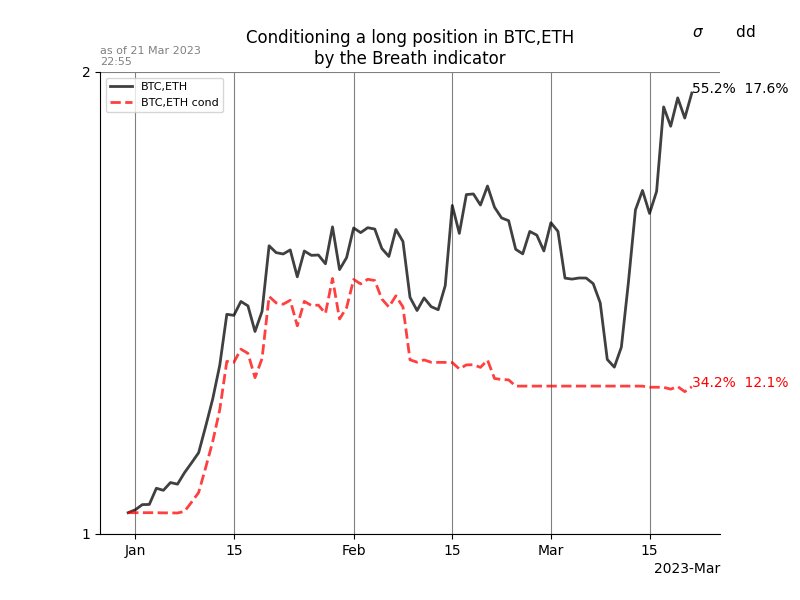 Conditioning a long position in BTC,ETH
by the Breath indicator
σ dd
as of 21 Mar 2023
22:55
2
BTC,ETH
BTC,ETH cond
55.2% 17.6%
34.2% 12.1%
1
Jan 15 Feb 15 Mar 15
2023-Mar